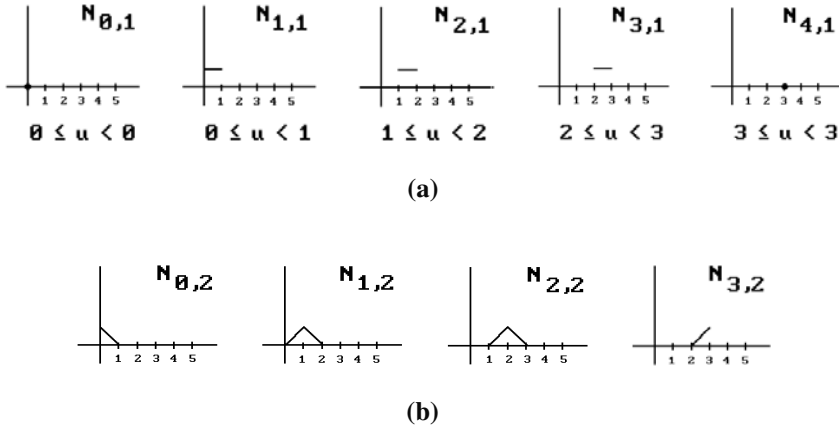 N0,1 N1,1 N2,1 N3,1 N4,1
1 2 3 4 5 1 2 3 4 5 1 2 3 4 5 1 2 3 4 5 1 2 3 4 5
0 ≤ u < 0 0 ≤ u < 1 1 ≤ u < 2 2 ≤ u < 3 3 ≤ u < 3
(a)
N0,2 N1,2 N2,2 N3,2
1 2 3 4 5 1 2 3 4 5 1 2 3 4 5 1 2 3 4 5
(b)